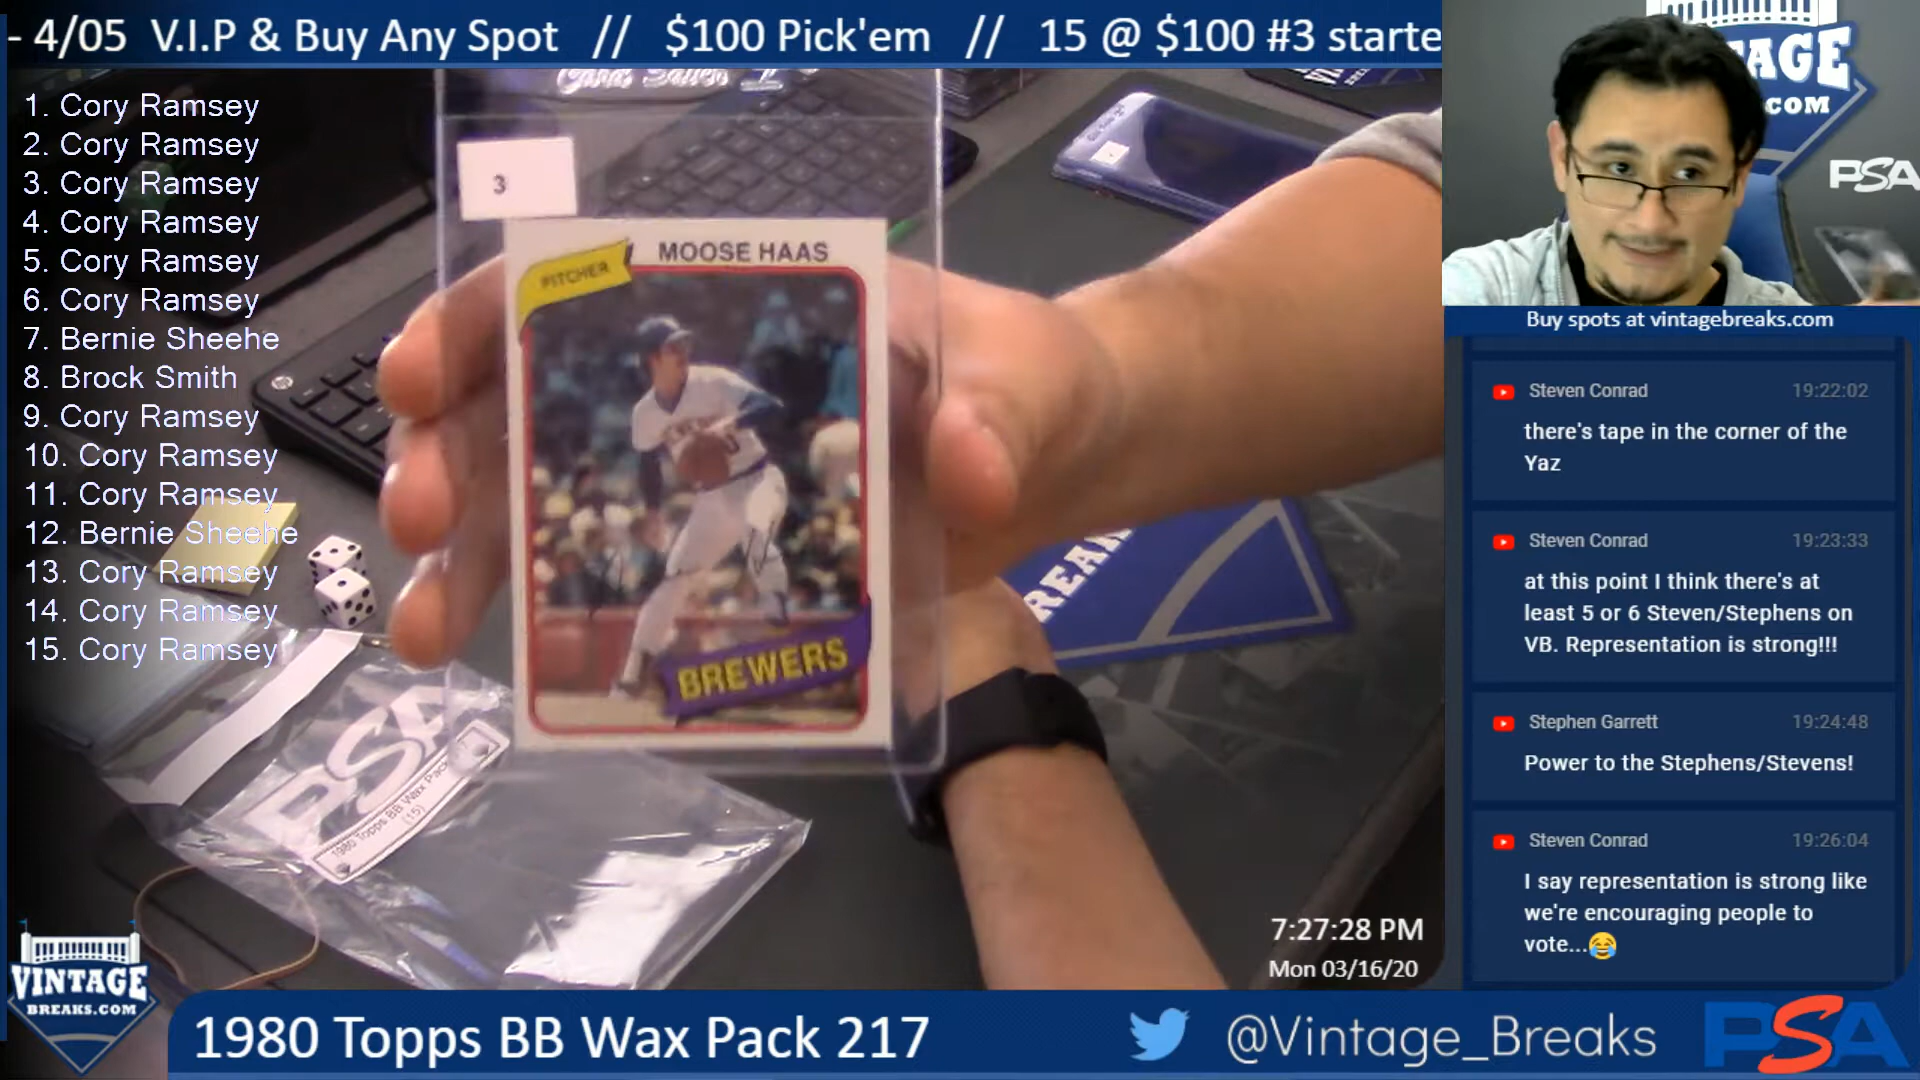 - 4/05 V.I.P & Buy Any Spot // $100 Pick'em // 15 @ $100 #3 starte
1. Cory Ramsey
2. Cory Ramsey
3. Cory Ramsey
4. Cory Ramsey
5. Cory Ramsey
6. Cory Ramsey
7. Bernie Sheehe
8. Brock Smith
9. Cory Ramsey
10. Cory Ramsey
11. Cory Ramsey
12. Bernie Sheehe
13. Cory Ramsey
14. Cory Ramsey
15. Cory Ramsey
3
MOOSE HAAS
PITCHER
BREWERS
BREAK
PSA
1980 Topps BB Wax Pack
(15)
7:27:28 PM
Mon 03/16/20
TAGE
.COM
PSA
Buy spots at vintagebreaks.com
Steven Conrad 19:22:02
there's tape in the corner of the
Yaz
Steven Conrad 19:23:33
at this point I think there's at
least 5 or 6 Steven/Stephens on
VB. Representation is strong!!!
Stephen Garrett 19:24:48
Power to the Stephens/Stevens!
Steven Conrad 19:26:04
I say representation is strong like
we're encouraging people to
vote...😂
VINTAGE
BREAKS.COM
1980 Topps BB Wax Pack 217
@Vintage_Breaks
PSA